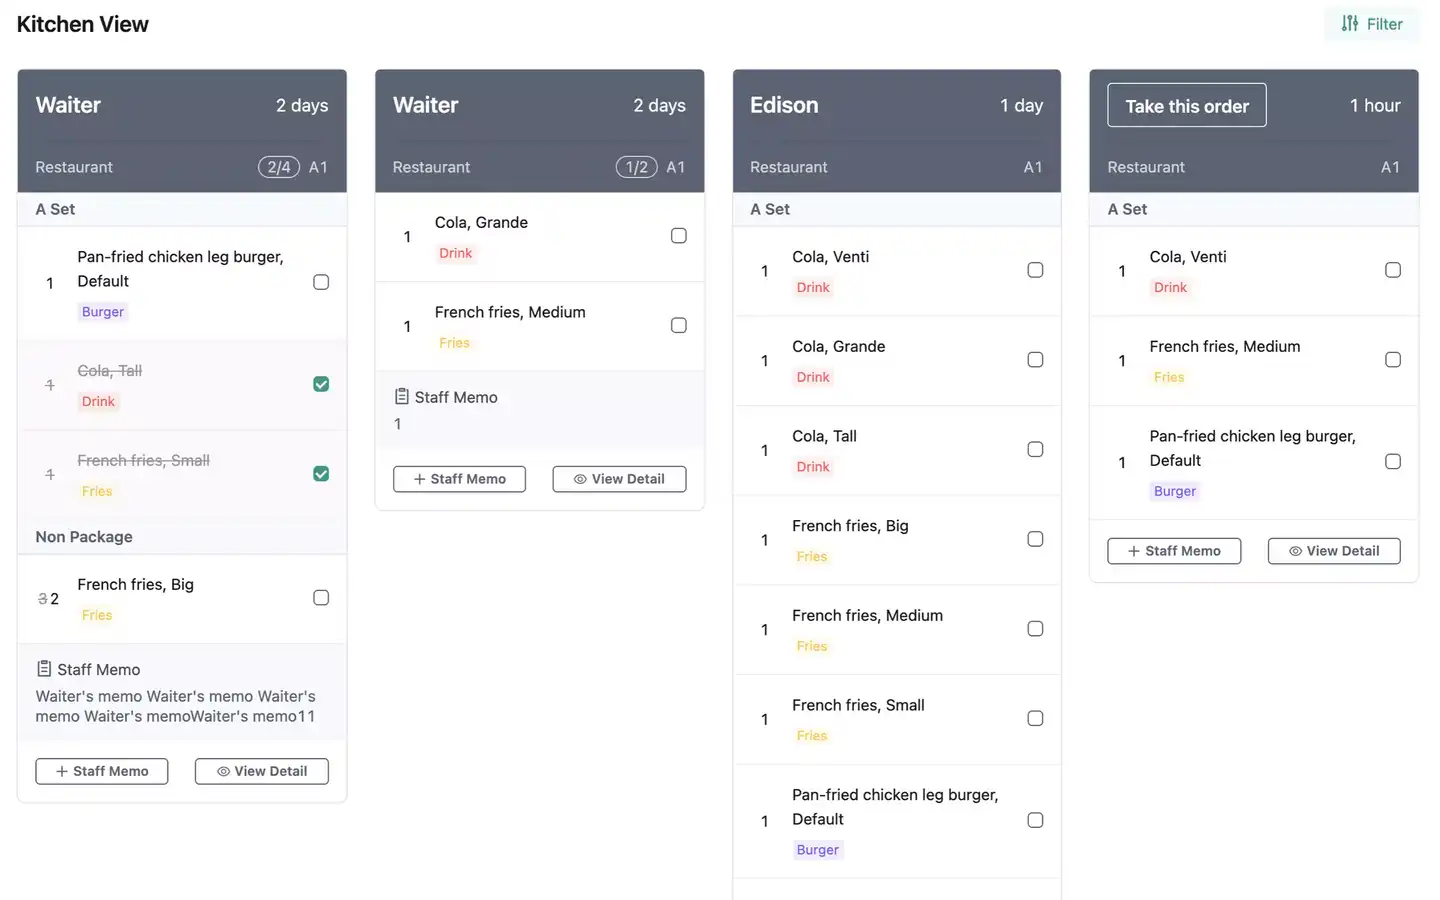 Kitchen View
Filter
Waiter
2 days
Restaurant
2/4 A1
A Set
1
Pan-fried chicken leg burger,
Default
Burger
1
Cola, Tall
Drink
1
French fries, Small
Fries
Non Package
3 2
French fries, Big
Fries
Staff Memo
Waiter's memo Waiter's memo Waiter's
memo Waiter's memoWaiter's memo11
+ Staff Memo
View Detail
Waiter
2 days
Restaurant
1/2 A1
1
Cola, Grande
Drink
1
French fries, Medium
Fries
Staff Memo
1
+ Staff Memo
View Detail
Edison
1 day
Restaurant
A1
A Set
1
Cola, Venti
Drink
1
Cola, Grande
Drink
1
Cola, Tall
Drink
1
French fries, Big
Fries
1
French fries, Medium
Fries
1
French fries, Small
Fries
1
Pan-fried chicken leg burger,
Default
Burger
Take this order
1 hour
Restaurant
A1
A Set
1
Cola, Venti
Drink
1
French fries, Medium
Fries
1
Pan-fried chicken leg burger,
Default
Burger
+ Staff Memo
View Detail